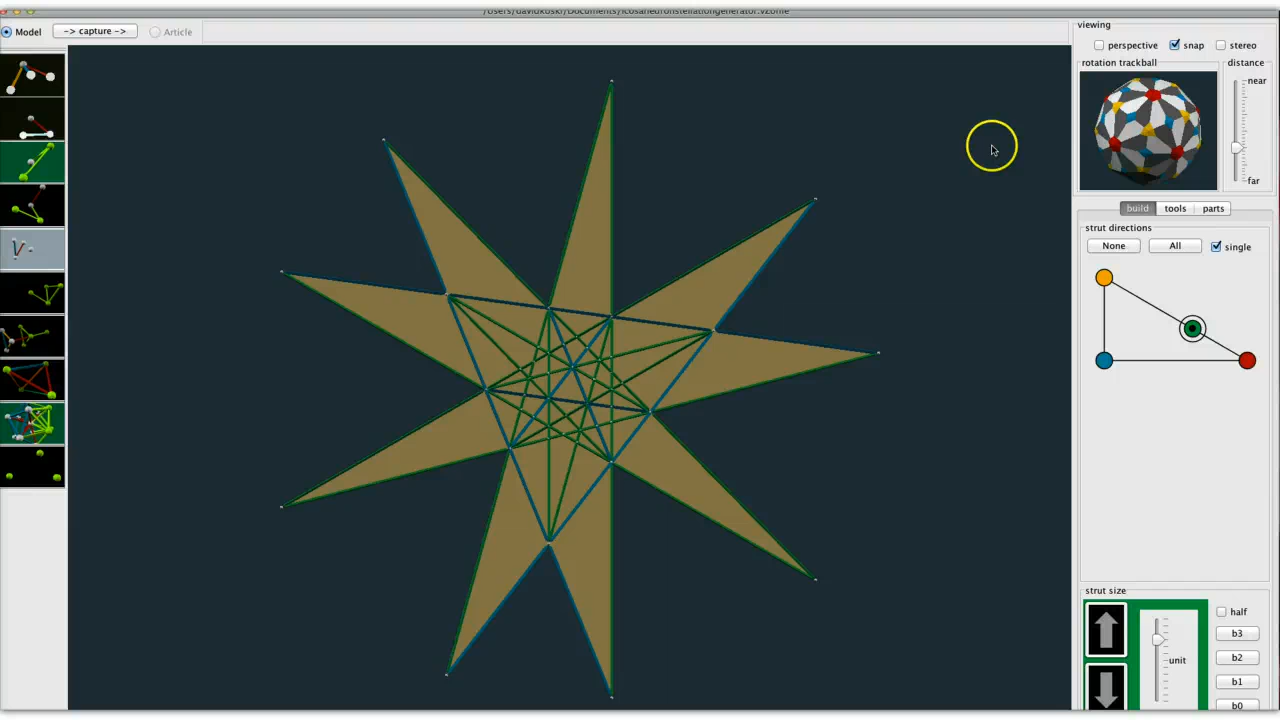 /Users/davidkoski/Documents/icosahedronstellationgenerator.vZome
Model
-> capture ->
Article
viewing
perspective
snap
stereo
rotation trackball
distance
near
far
build
tools
parts
strut directions
None
All
single
strut size
half
b3
unit
b2
b1
b0